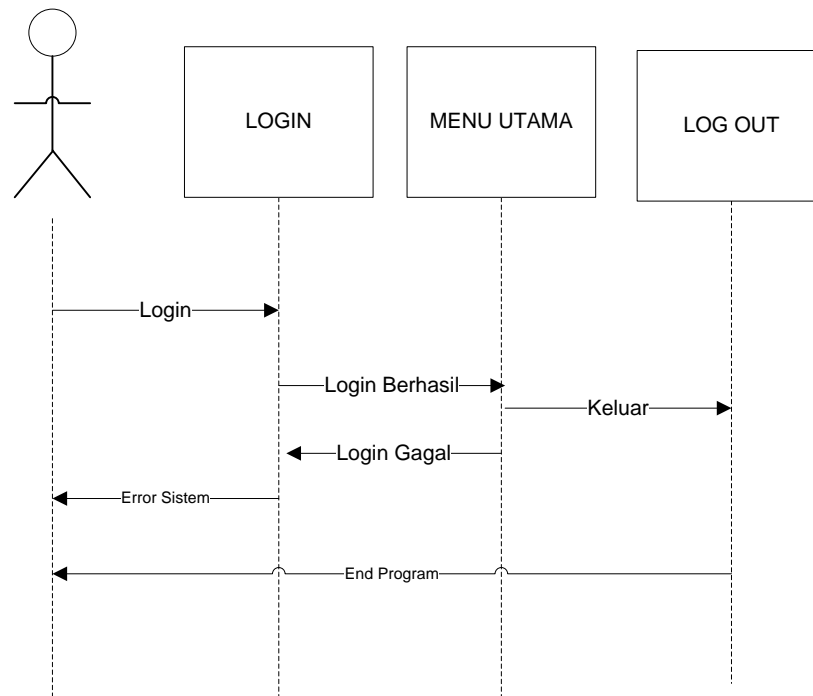 LOGIN
MENU UTAMA
LOG OUT
Login
Login Berhasil
Keluar
Login Gagal
Error Sistem
End Program